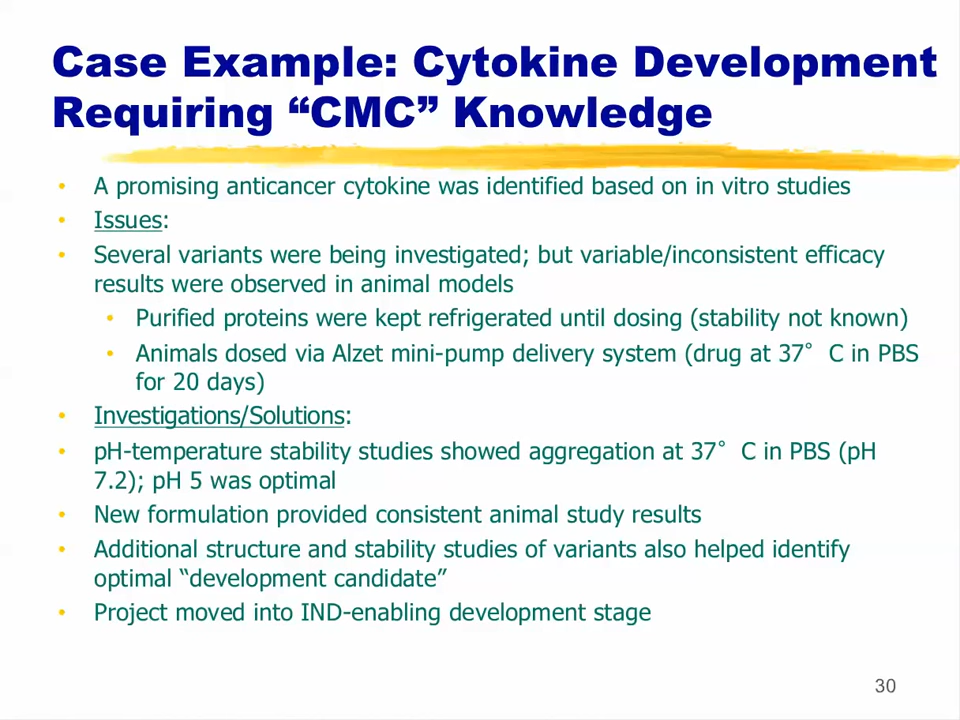 Case Example: Cytokine Development
Requiring “CMC” Knowledge
• A promising anticancer cytokine was identified based on in vitro studies
• Issues:
• Several variants were being investigated; but variable/inconsistent efficacy
results were observed in animal models
• Purified proteins were kept refrigerated until dosing (stability not known)
• Animals dosed via Alzet mini-pump delivery system (drug at 37° C in PBS
for 20 days)
• Investigations/Solutions:
• pH-temperature stability studies showed aggregation at 37° C in PBS (pH
7.2); pH 5 was optimal
• New formulation provided consistent animal study results
• Additional structure and stability studies of variants also helped identify
optimal “development candidate”
• Project moved into IND-enabling development stage
30